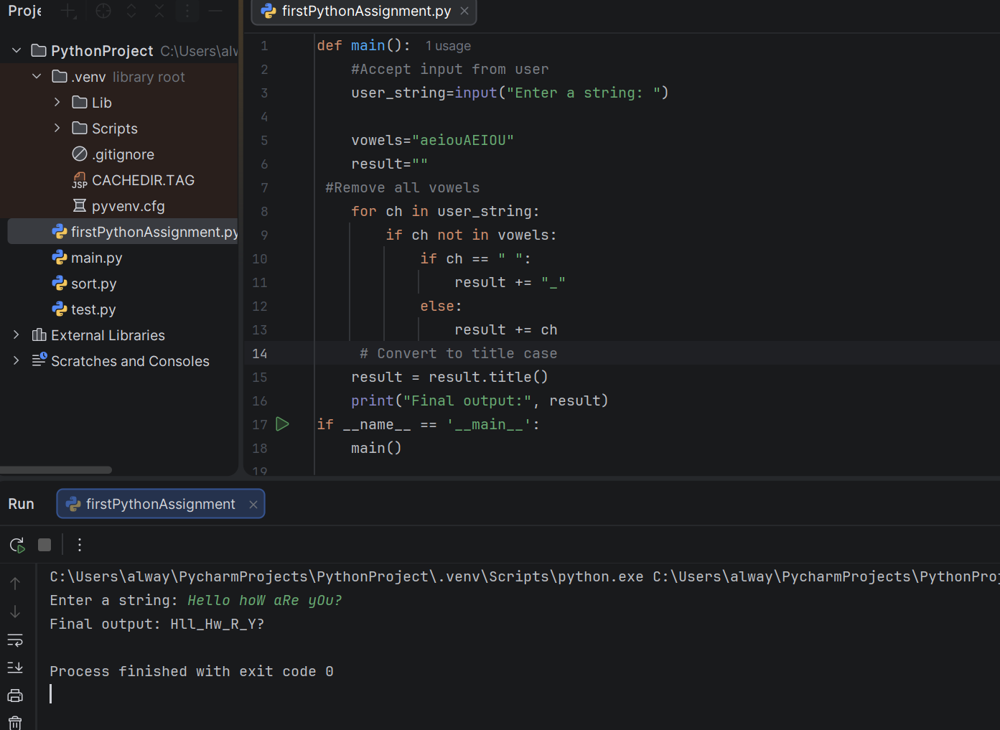 Proje
firstPythonAssignment.py
PythonProject C:\Users\alw
.venv library root
Lib
Scripts
.gitignore
CACHEDIR.TAG
pyvenv.cfg
firstPythonAssignment.py
main.py
sort.py
test.py
External Libraries
Scratches and Consoles
1 def main(): 1 usage
2     #Accept input from user
3     user_string=input("Enter a string: ")
4
5     vowels="aeiouAEIOU"
6     result=""
7  #Remove all vowels
8     for ch in user_string:
9         if ch not in vowels:
10             if ch == " ":
11                 result += "_"
12             else:
13                 result += ch
14      # Convert to title case
15     result = result.title()
16     print("Final output:", result)
17 if __name__ == '__main__':
18     main()
19
Run firstPythonAssignment
C:\Users\alway\PycharmProjects\PythonProject\.venv\Scripts\python.exe C:\Users\alway\PycharmProjects\PythonProj
Enter a string: Hello hoW aRe yOu?
Final output: Hll_Hw_R_Y?
Process finished with exit code 0